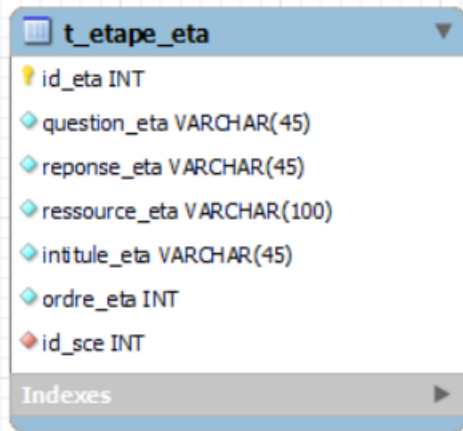 t_etape_eta
id_eta INT
question_eta VARCHAR(45)
reponse_eta VARCHAR(45)
ressource_eta VARCHAR(100)
intitule_eta VARCHAR(45)
ordre_eta INT
id_sce INT
Indexes